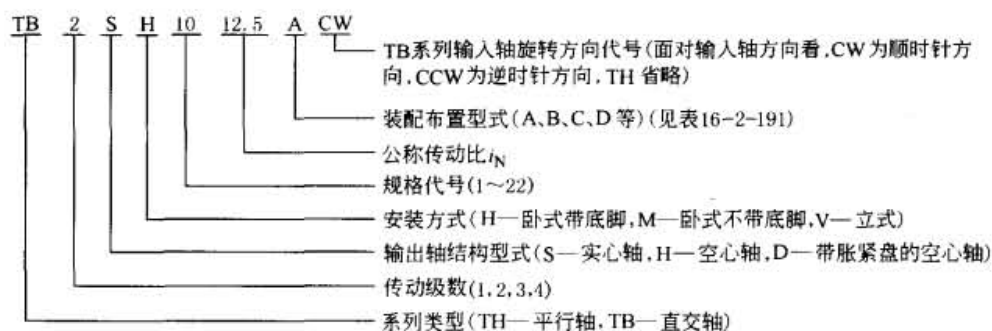 TB 2 S H 10 12.5 A CW
TB系列输入轴旋转方向代号(面对输入轴方向看,CW为顺时针方
向,CCW为逆时针方向,TH省略)
装配布置型式(A、B、C、D等)(见表16-2-191)
公称传动比iN
规格代号(1~22)
安装方式(H—卧式带底脚,M—卧式不带底脚,V—立式)
输出轴结构型式(S—实心轴,H—空心轴,D—带胀紧盘的空心轴)
传动级数(1,2,3,4)
系列类型(TH—平行轴,TB—直交轴)